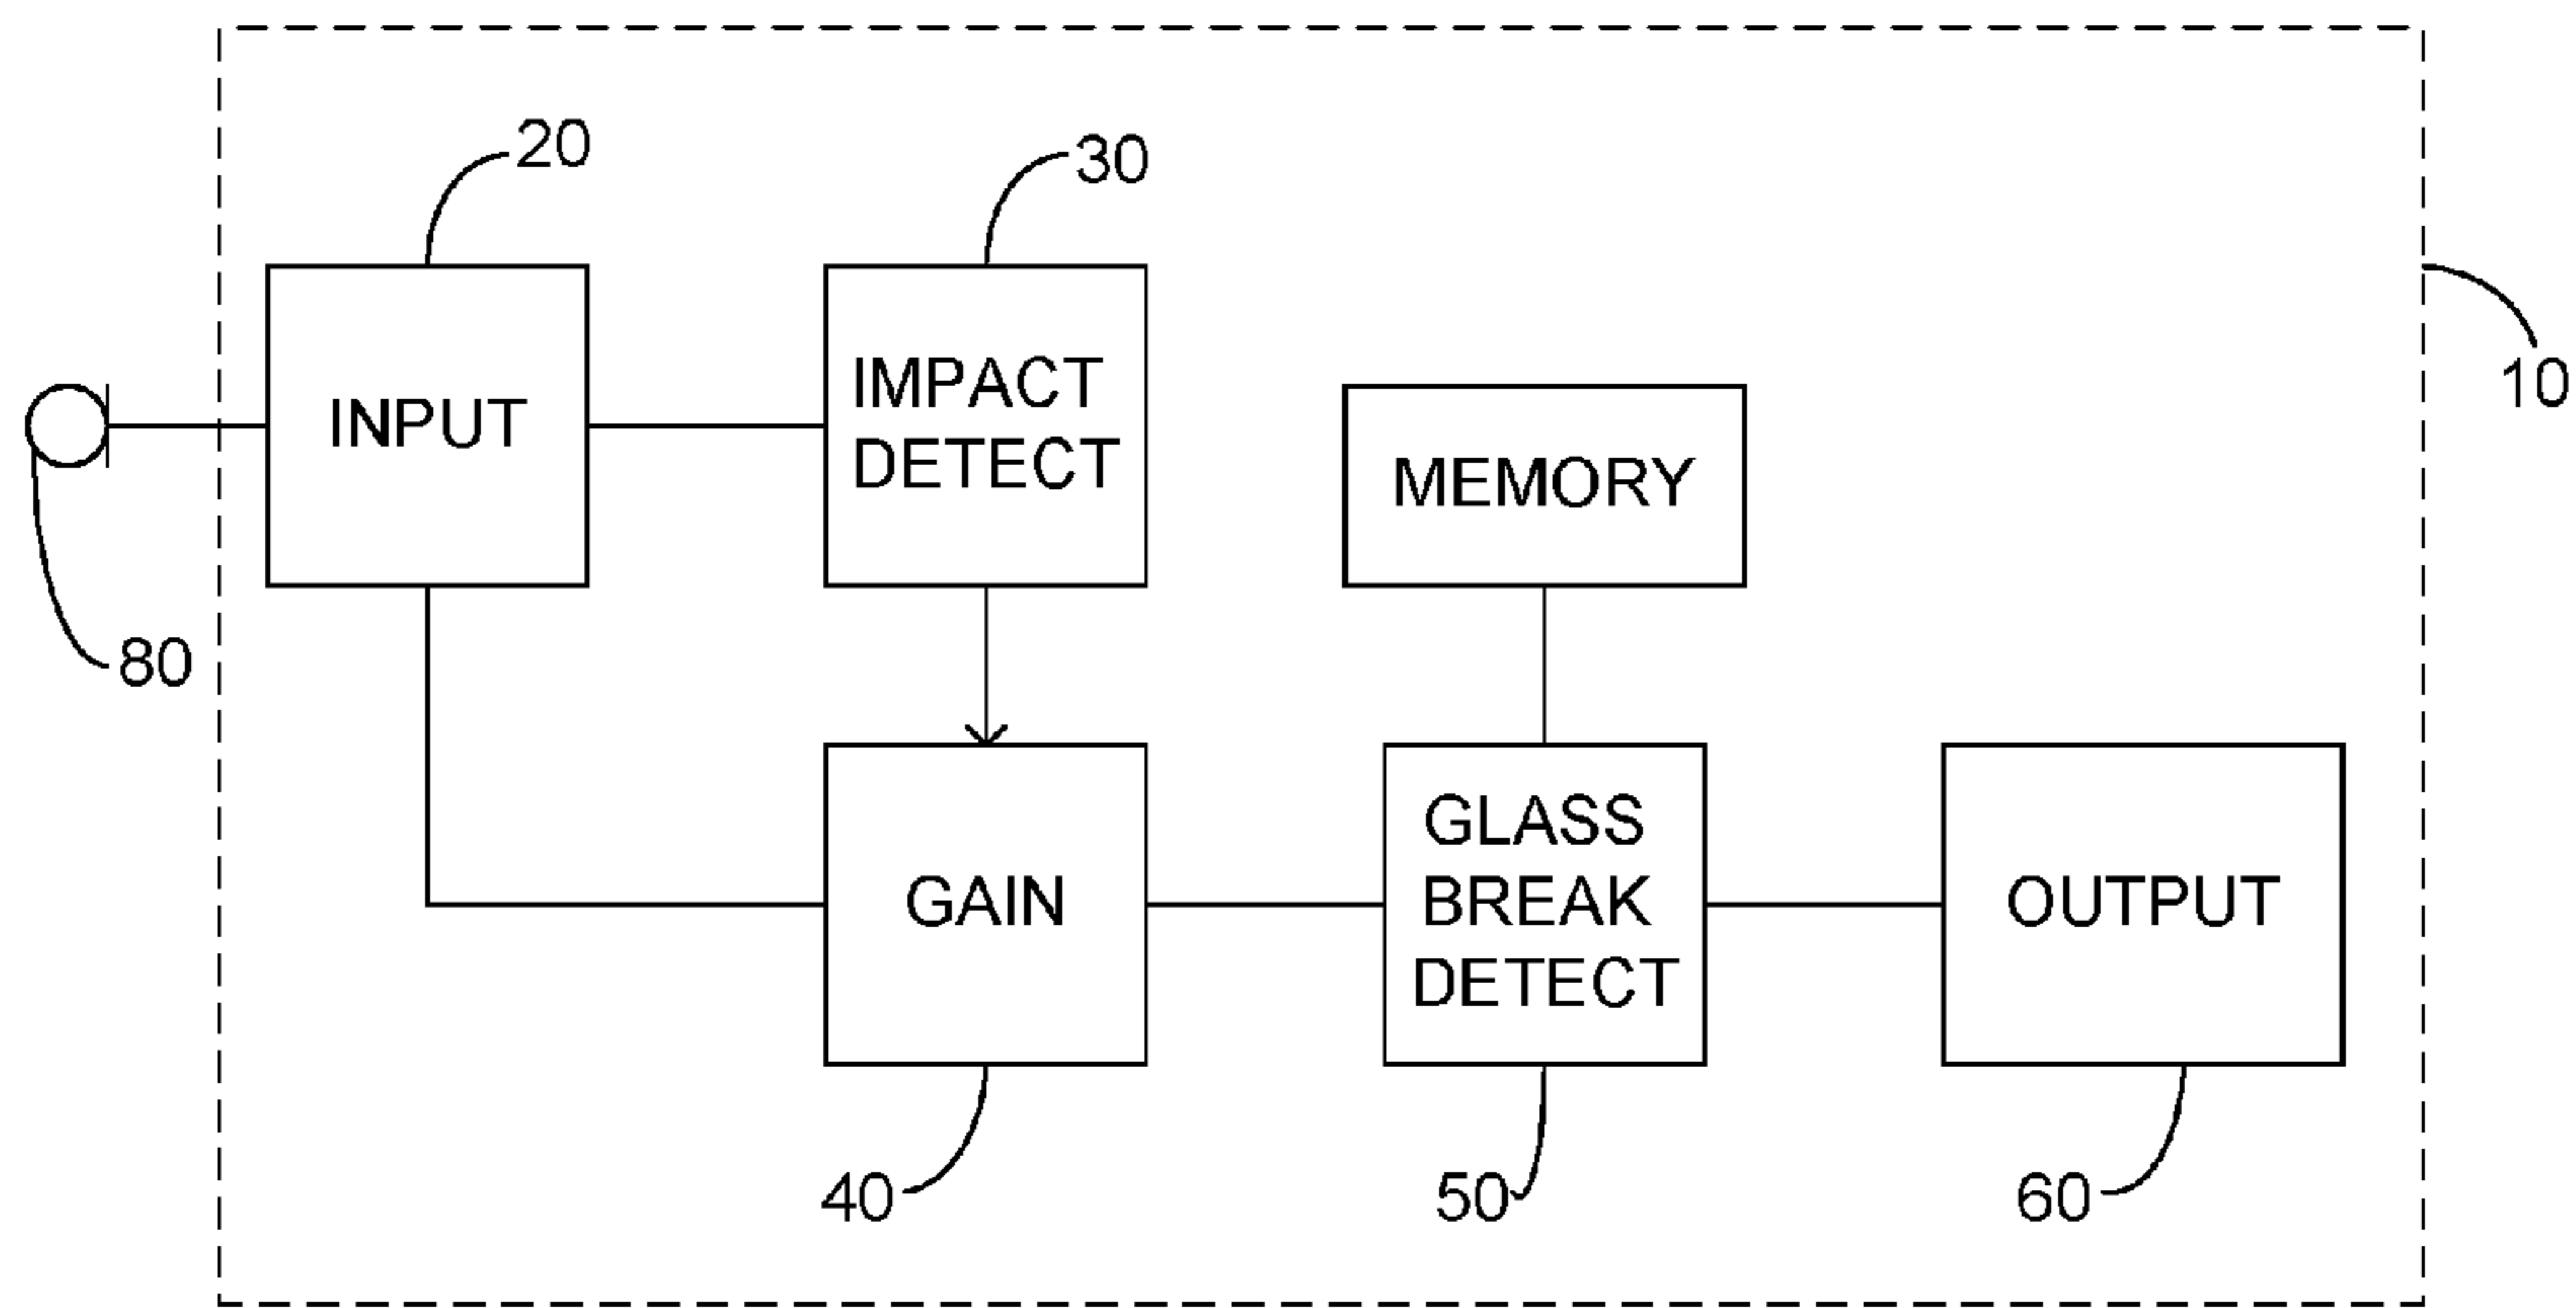 20
30
10
INPUT
IMPACT
DETECT
MEMORY
80
GAIN
GLASS
BREAK
DETECT
OUTPUT
40
50
60